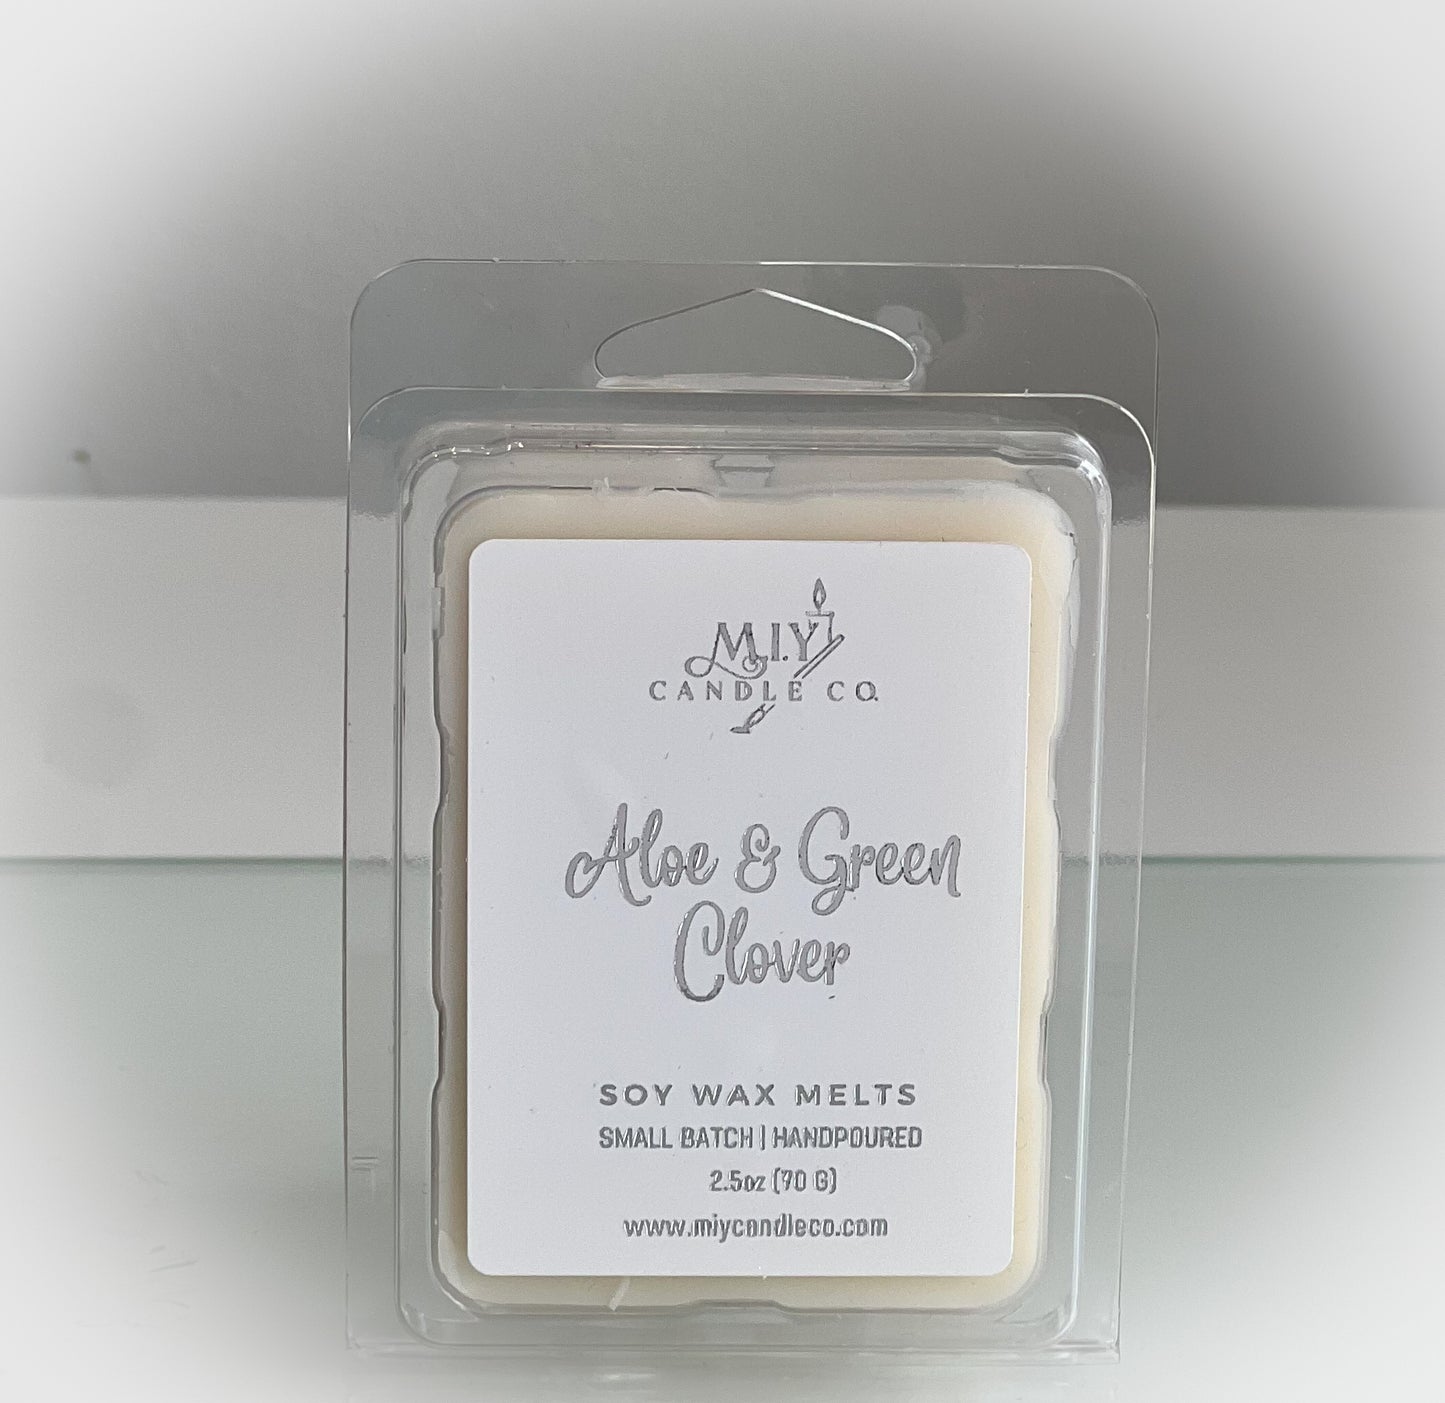 M.I.Y
CANDLE CO.
Aloe & Green
Clover
SOY WAX MELTS
SMALL BATCH | HANDPOURED
2.5oz (70 G)
www.miycandleco.com